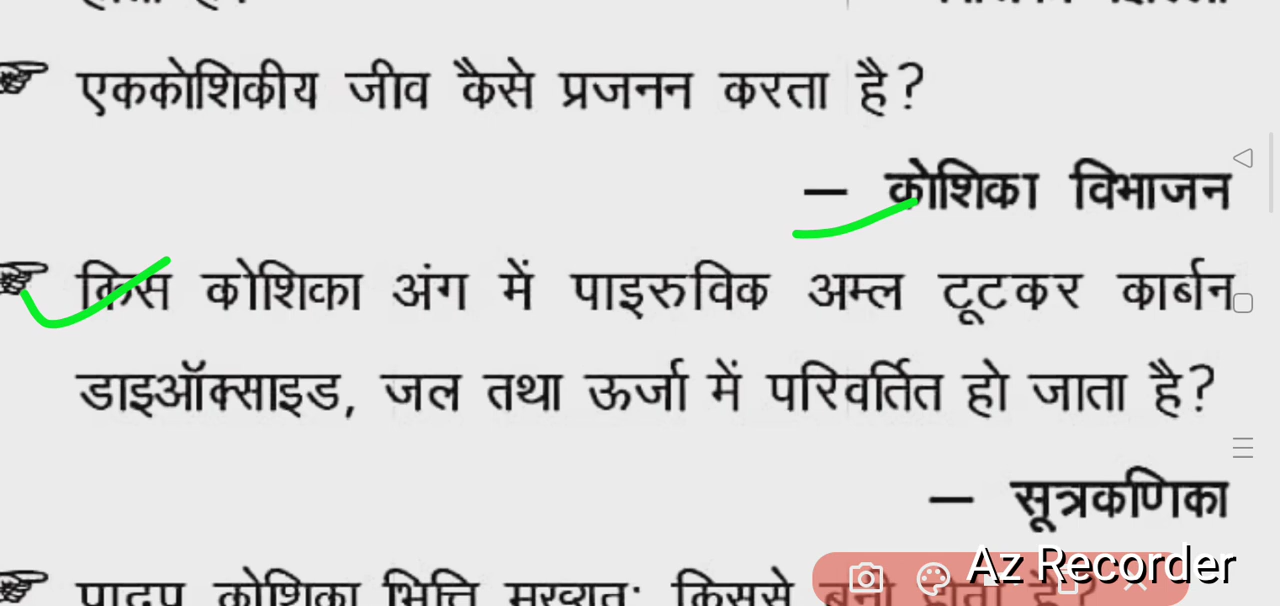 एककोशिकीय जीव कैसे प्रजनन करता है?
— कोशिका विभाजन
किस कोशिका अंग में पाइरुविक अम्ल टूटकर कार्बन
डाइऑक्साइड, जल तथा ऊर्जा में परिवर्तित हो जाता है?
— सूत्रकणिका
पादप कोशिका भित्ति मुख्यतः किससे बनी होती है?
Az Recorder